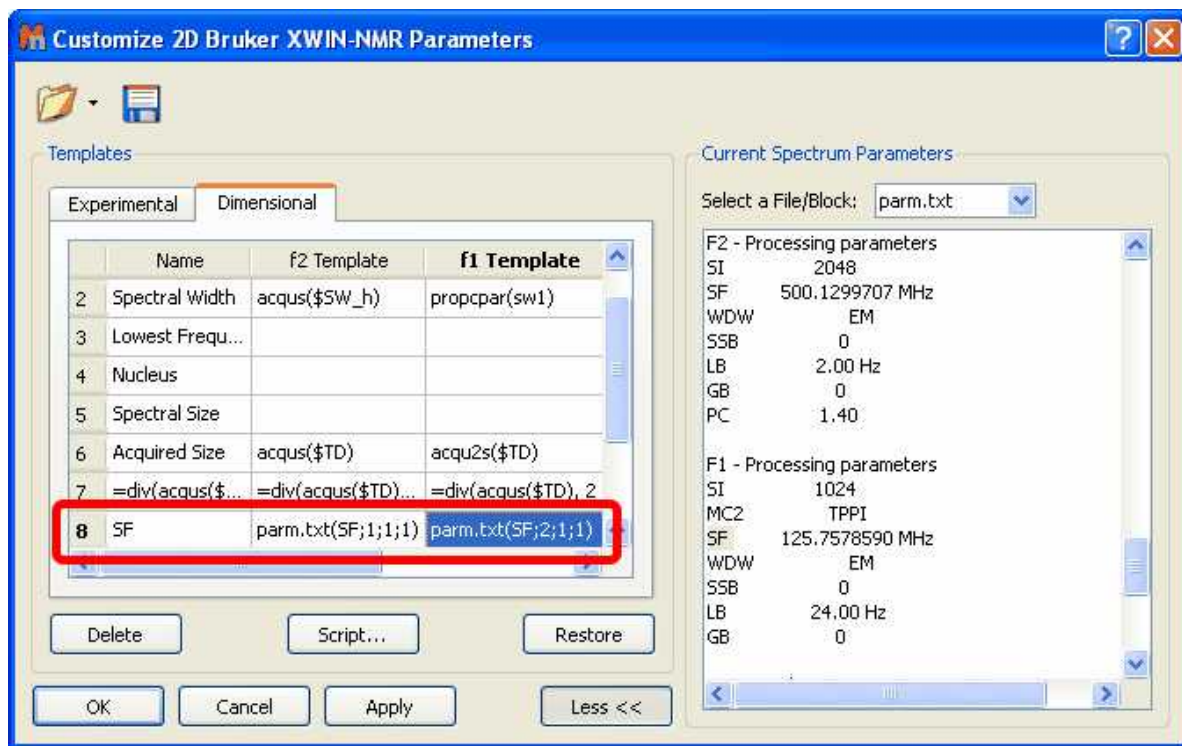 Customize 2D Bruker XWIN-NMR Parameters
Templates
Experimental Dimensional
Name f2 Template f1 Template
2 Spectral Width acqus($SW_h) propcpar(sw1)
3 Lowest Frequ...
4 Nucleus
5 Spectral Size
6 Acquired Size acqus($TD) acqu2s($TD)
7 =div(acqus($... =div(acqus($TD)... =div(acqus($TD), 2
8 SF parm.txt(SF;1;1;1) parm.txt(SF;2;1;1)
Delete Script... Restore
OK Cancel Apply Less <<
Current Spectrum Parameters
Select a File/Block: parm.txt
F2 - Processing parameters
SI 2048
SF 500.1299707 MHz
WDW EM
SSB 0
LB 2.00 Hz
GB 0
PC 1.40
F1 - Processing parameters
SI 1024
MC2 TPPI
SF 125.7578590 MHz
WDW EM
SSB 0
LB 24.00 Hz
GB 0